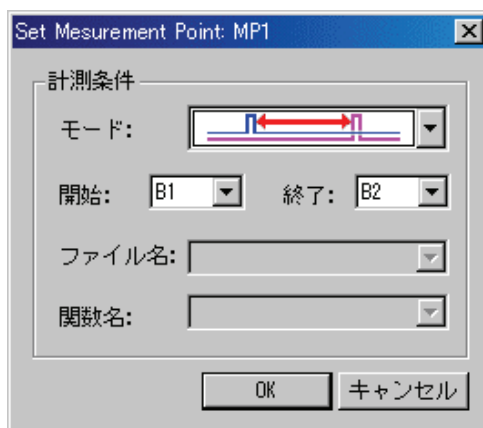 Set Mesurement Point: MP1
計測条件
モード:
開始: B1 終了: B2
ファイル名:
関数名:
OK キャンセル